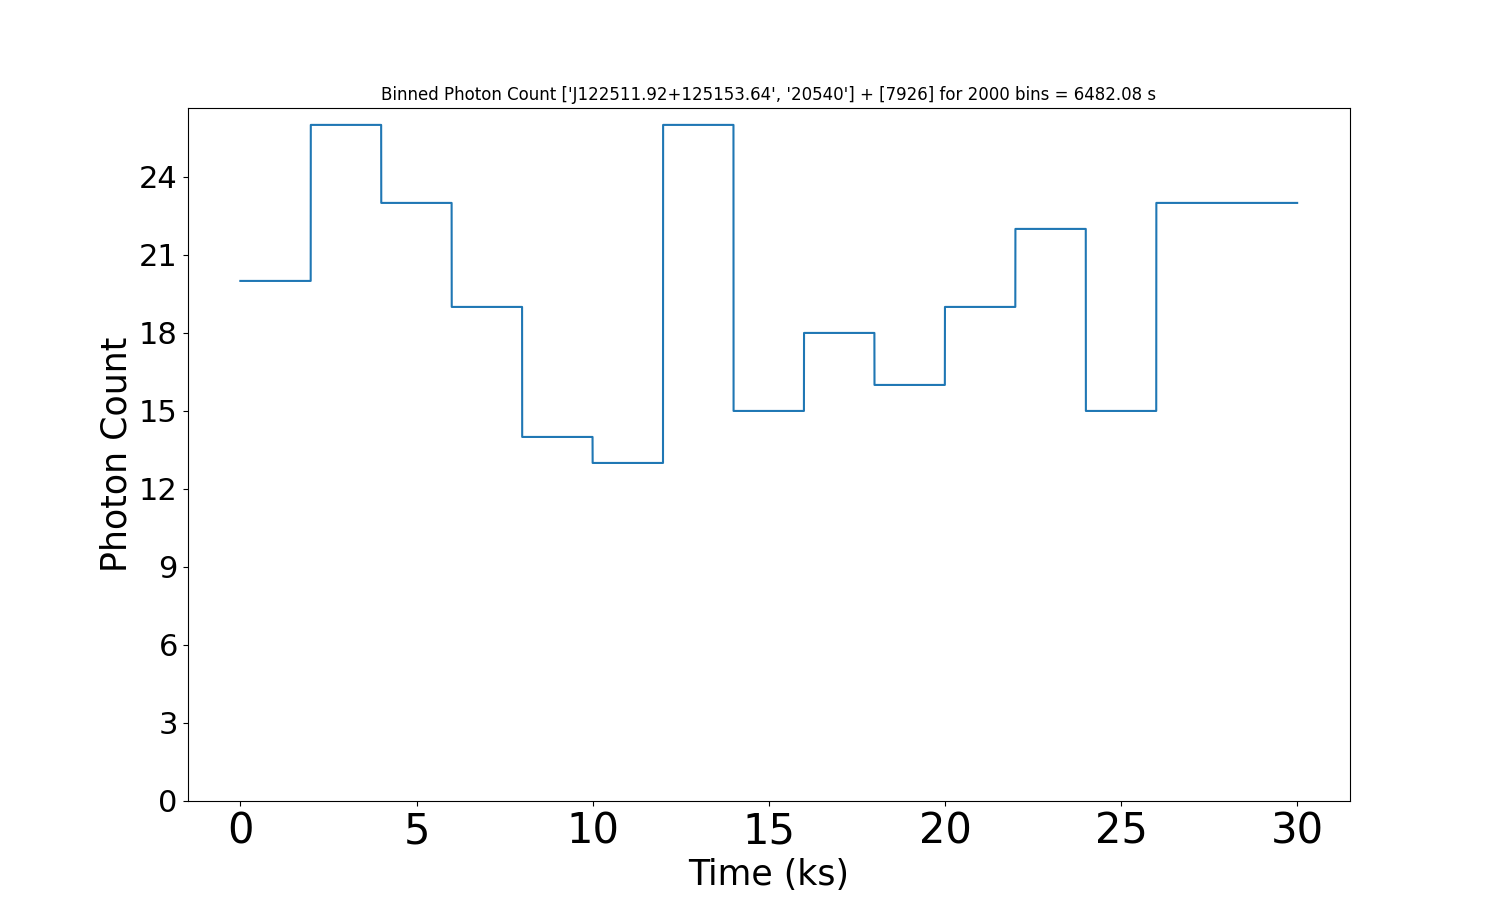 Binned Photon Count ['J122511.92+125153.64', '20540'] + [7926] for 2000 bins = 6482.08 s
Photon Count
24
21
18
15
12
9
6
3
0
0 5 10 15 20 25 30
Time (ks)